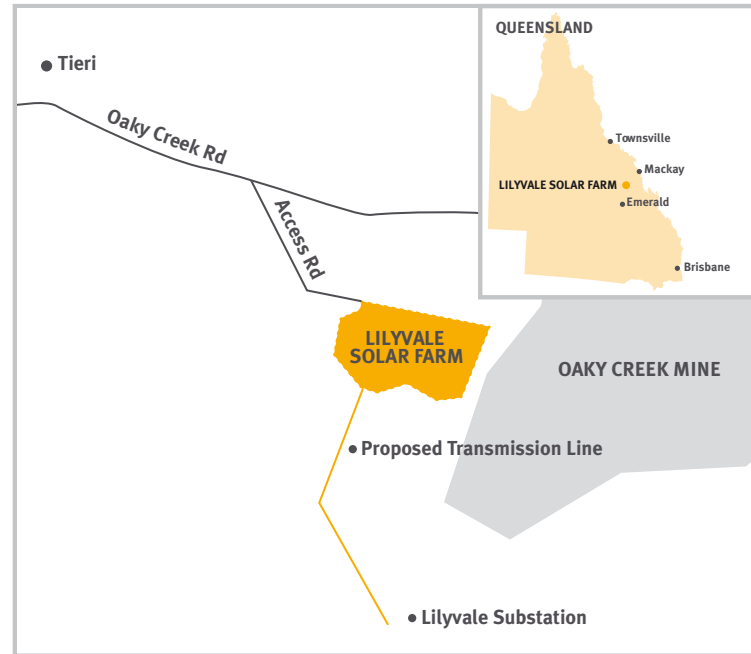 Tieri
Oaky Creek Rd
Access Rd
LILYVALE
SOLAR FARM
OAKY CREEK MINE
Proposed Transmission Line
Lilyvale Substation
QUEENSLAND
Townsville
Mackay
LILYVALE SOLAR FARM
Emerald
Brisbane